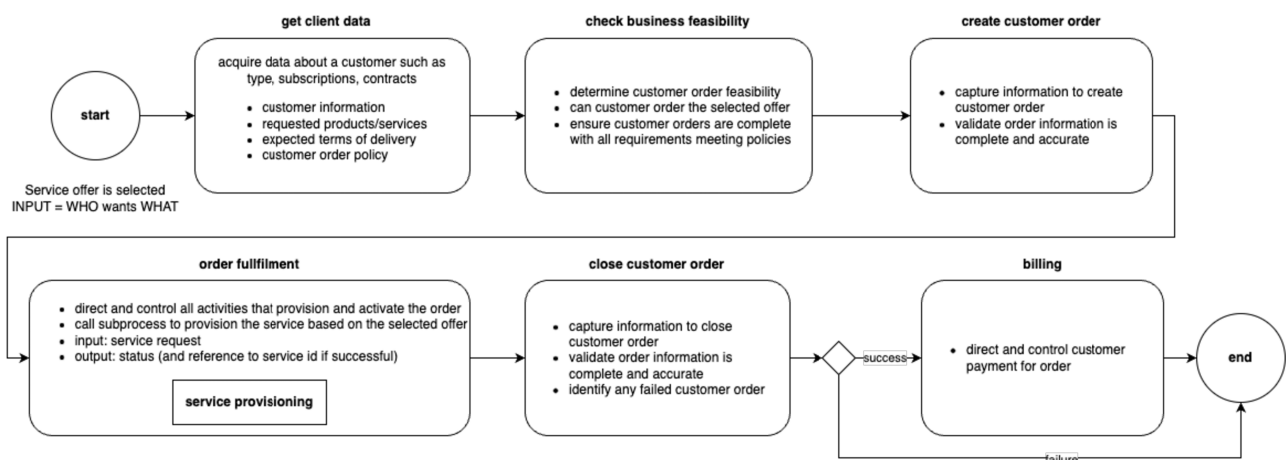 get client data
check business feasibility
create customer order
start
acquire data about a customer such as
type, subscriptions, contracts
• customer information
• requested products/services
• expected terms of delivery
• customer order policy
• determine customer order feasibility
• can customer order the selected offer
• ensure customer orders are complete
with all requirements meeting policies
• capture information to create
customer order
• validate order information is
complete and accurate
Service offer is selected
INPUT = WHO wants WHAT
order fullfilment
close customer order
billing
• direct and control all activities that provision and activate the order
• call subprocess to provision the service based on the selected offer
• input: service request
• output: status (and reference to service id if successful)
service provisioning
• capture information to close
customer order
• validate order information is
complete and accurate
• identify any failed customer order
success
• direct and control customer
payment for order
end
failure